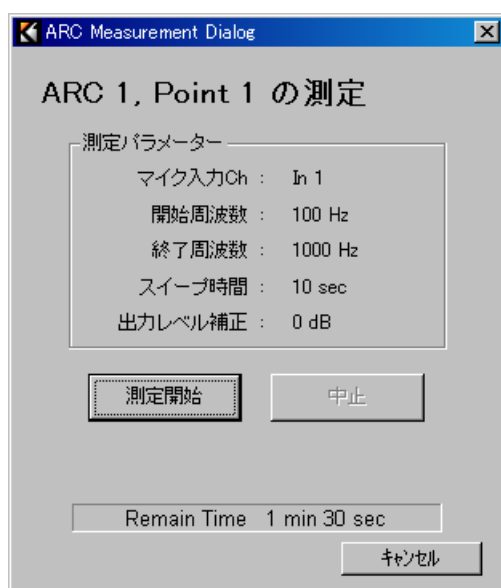 ARC Measurement Dialog
ARC 1, Point 1 の測定
測定パラメーター
マイク入力Ch : In 1
開始周波数 : 100 Hz
終了周波数 : 1000 Hz
スイープ時間 : 10 sec
出力レベル補正 : 0 dB
測定開始 中止
Remain Time 1 min 30 sec
キャンセル